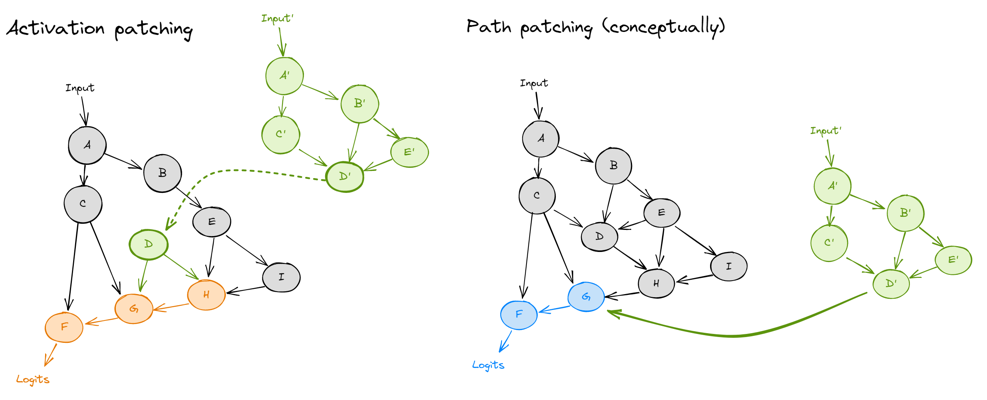 Activation patching
Input'
A'
B'
C'
E'
D'
Input
A
B
C
E
D
I
H
G
F
Logits
Path patching (conceptually)
Input
A
B
C
E
D
I
H
G
F
Logits
Input'
A'
B'
C'
E'
D'